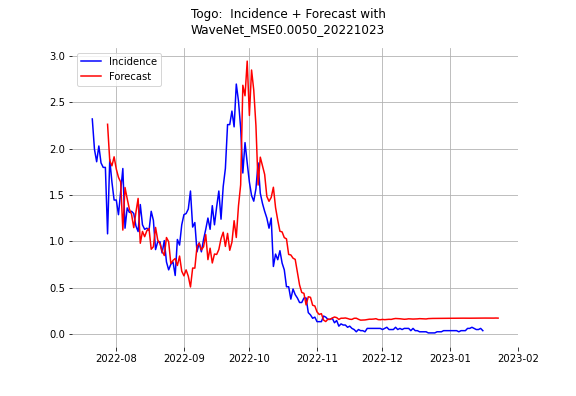 Togo:  Incidence + Forecast with
WaveNet_MSE0.0050_20221023
Incidence
Forecast
3.0
2.5
2.0
1.5
1.0
0.5
0.0
2022-08 2022-09 2022-10 2022-11 2022-12 2023-01 2023-02